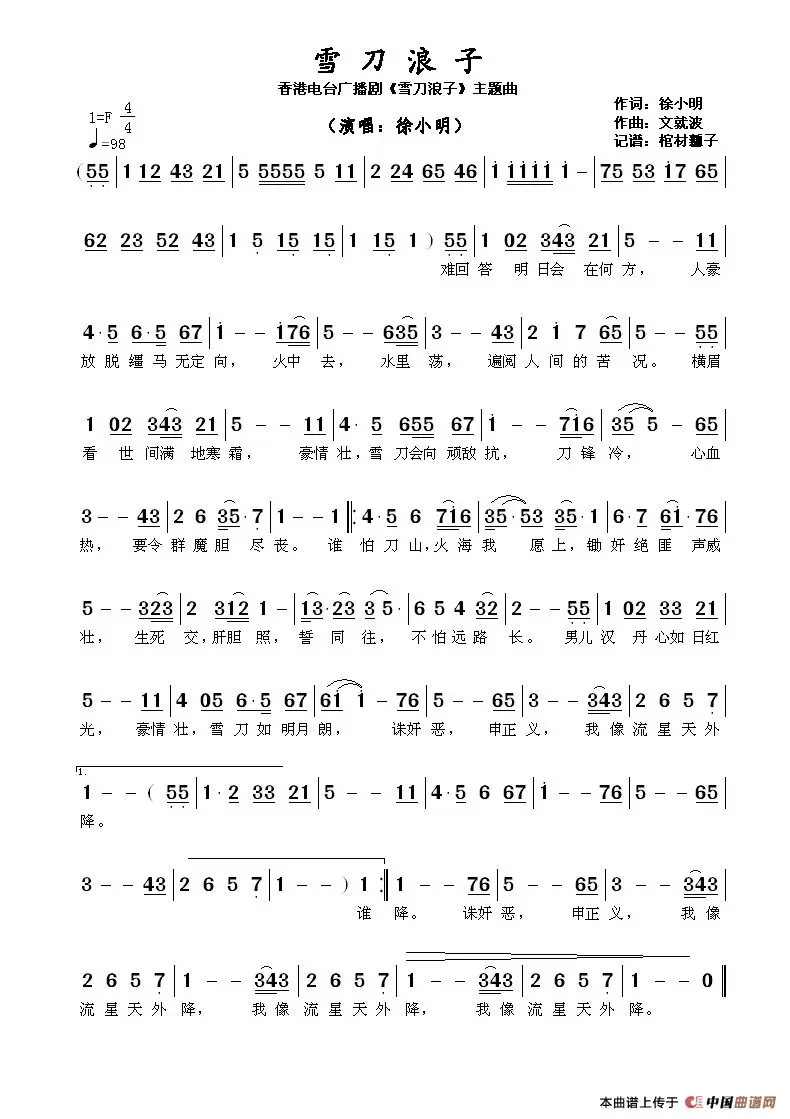 雪刀浪子
香港电台广播剧《雪刀浪子》主题曲
1=F 4/4
♩=98
（演唱：徐小明）
作词：徐小明
作曲：文就波
记谱：棺材瓤子
(55|112 43 21|5 5555 5 11|2 24 65 46|i iiii i-|75 53 i7 65|
62 23 52 43|1 5 15 15|1 15 1 ) 55|1 02 343 21|5 - - 11|
难回 答 明 日会 在何 方， 人豪
4·5 6·5 67|i - - i76|5 - - 635|3 - - 43|2 i 7 65|5 - - 55|
放 脱 缰 马 无定 向， 火中 去， 水里 荡， 遍阅 人 间 的 苦 况。 横眉
1 02 343 21|5 - - 11|4· 5 655 67|i - - 7i6|35 5 - 65|
看 世 间满 地寒 霜， 豪情 壮，雪 刀会向 顽敌 抗， 刀 锋 冷， 心血
3 - - 43|2 6 35·7|1 - - 1‖:4·5 6 7i6|35·53 35·1|6·7 6i·76|
热， 要令 群 魔 胆 尽 丧。 谁 怕 刀 山，火 海 我 愿 上，锄 奸 绝 匪 声威
5 - - 323|2 312 1 -|13·23 3 5|6 5 4 32|2 - - 55|1 02 33 21|
壮， 生死 交，肝胆 照， 誓 同 往， 不 怕 远 路 长。 男儿 汉 丹 心如 日红
5 - - 11|4 05 6·5 67|6i i - 76|5 - - 65|3 - - 343|2 6 5 7|
光， 豪情 壮，雪 刀 如 明月 朗， 诛奸 恶， 申正 义， 我 像 流 星 天 外
1.
1 - - ( 55|1·2 33 21|5 - - 11|4·5 6 67|i - - 76|5 - - 65|
降。
3 - - 43|2 6 5 7|1 - - ) 1:‖1 - - 76|5 - - 65|3 - - 343|
谁 降。 诛奸 恶， 申正 义， 我 像
2 6 5 7|1 - - 343|2 6 5 7|1 - - 343|2 6 5 7|1 - - 0‖
流 星 天 外 降， 我 像 流 星 天 外 降， 我 像 流 星 天 外 降。
本曲谱上传于 中国曲谱网